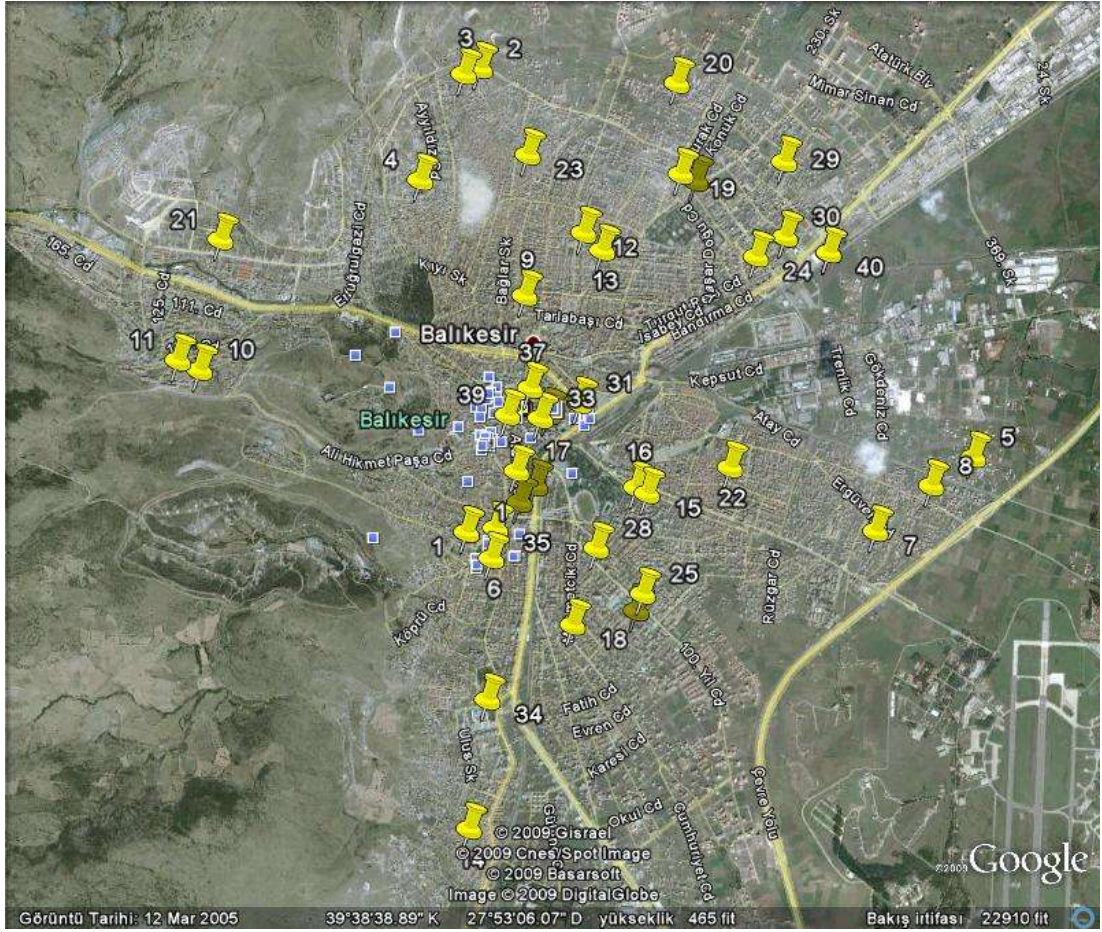 3
2
20
230. Sk
Atatürk Blv
24. Sk
Mimar Sinan Cd
Konuk Cd
4
23
29
19
21
165. Cd
125. Cd
111. Cd
Ertuğrulgazi Cd
Kıyı Sk
Bağlar Sk
9
12
13
30
24
40
369. Sk
Tarlabaşı Cd
İsabey Cd
Bandırma Cd
Balıkesir
11
10
37
31
Kepsut Cd
Trenlik Cd
Gökdeniz Cd
39
33
Balıkesir
Atay Cd
5
Ali Hikmet Paşa Cd
17
16
22
8
15
7
1
1
35
28
6
25
Rüzgar Cd
Köprü Cd
18
100. Yıl Cd
34
Fatih Cd
Evren Cd
Karesi Cd
Ulus Sk
Çevre Yolu
Okul Cd
Cumhuriyet Cd
14
© 2009 Gisrael
© 2009 Cnes/Spot Image
© 2009 Basarsoft
Image © 2009 DigitalGlobe
©2009 Google
Görüntü Tarihi: 12 Mar 2005 39°38'38.89" K 27°53'06.07" D yükseklik 465 fit Bakış irtifası 22910 fit